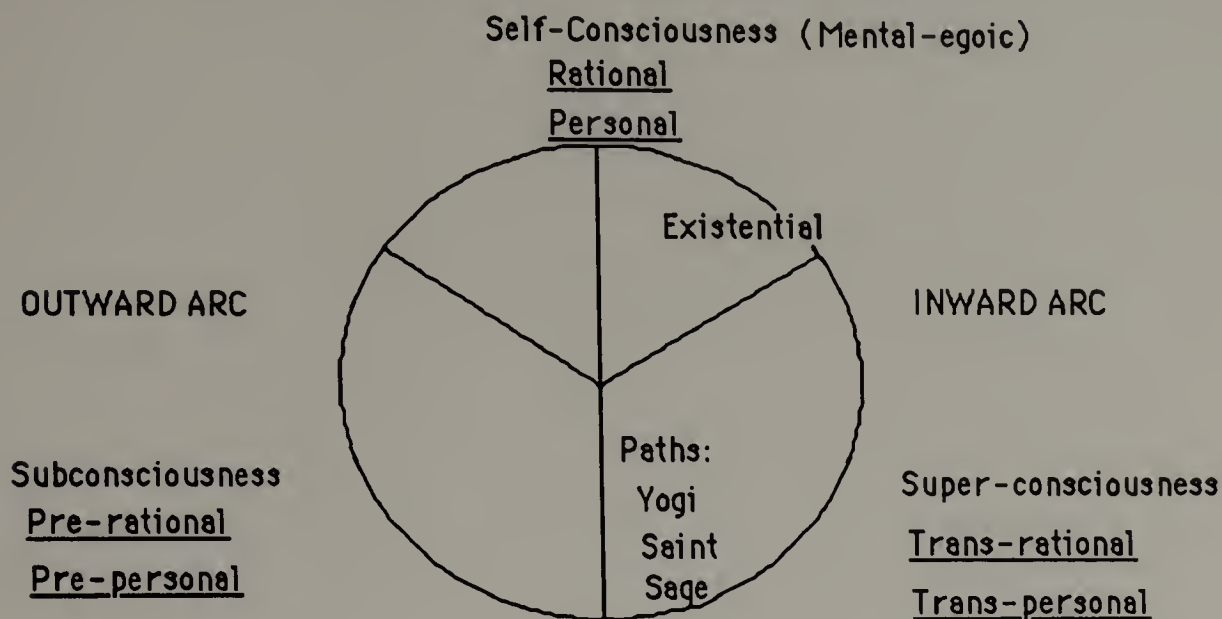 Self-Consciousness (Mental-egoic)
Rational
Personal
Existential
OUTWARD ARC
INWARD ARC
Subconsciousness
Pre-rational
Pre-personal
Paths:
Yogi
Saint
Sage
Super-consciousness
Trans-rational
Trans-personal